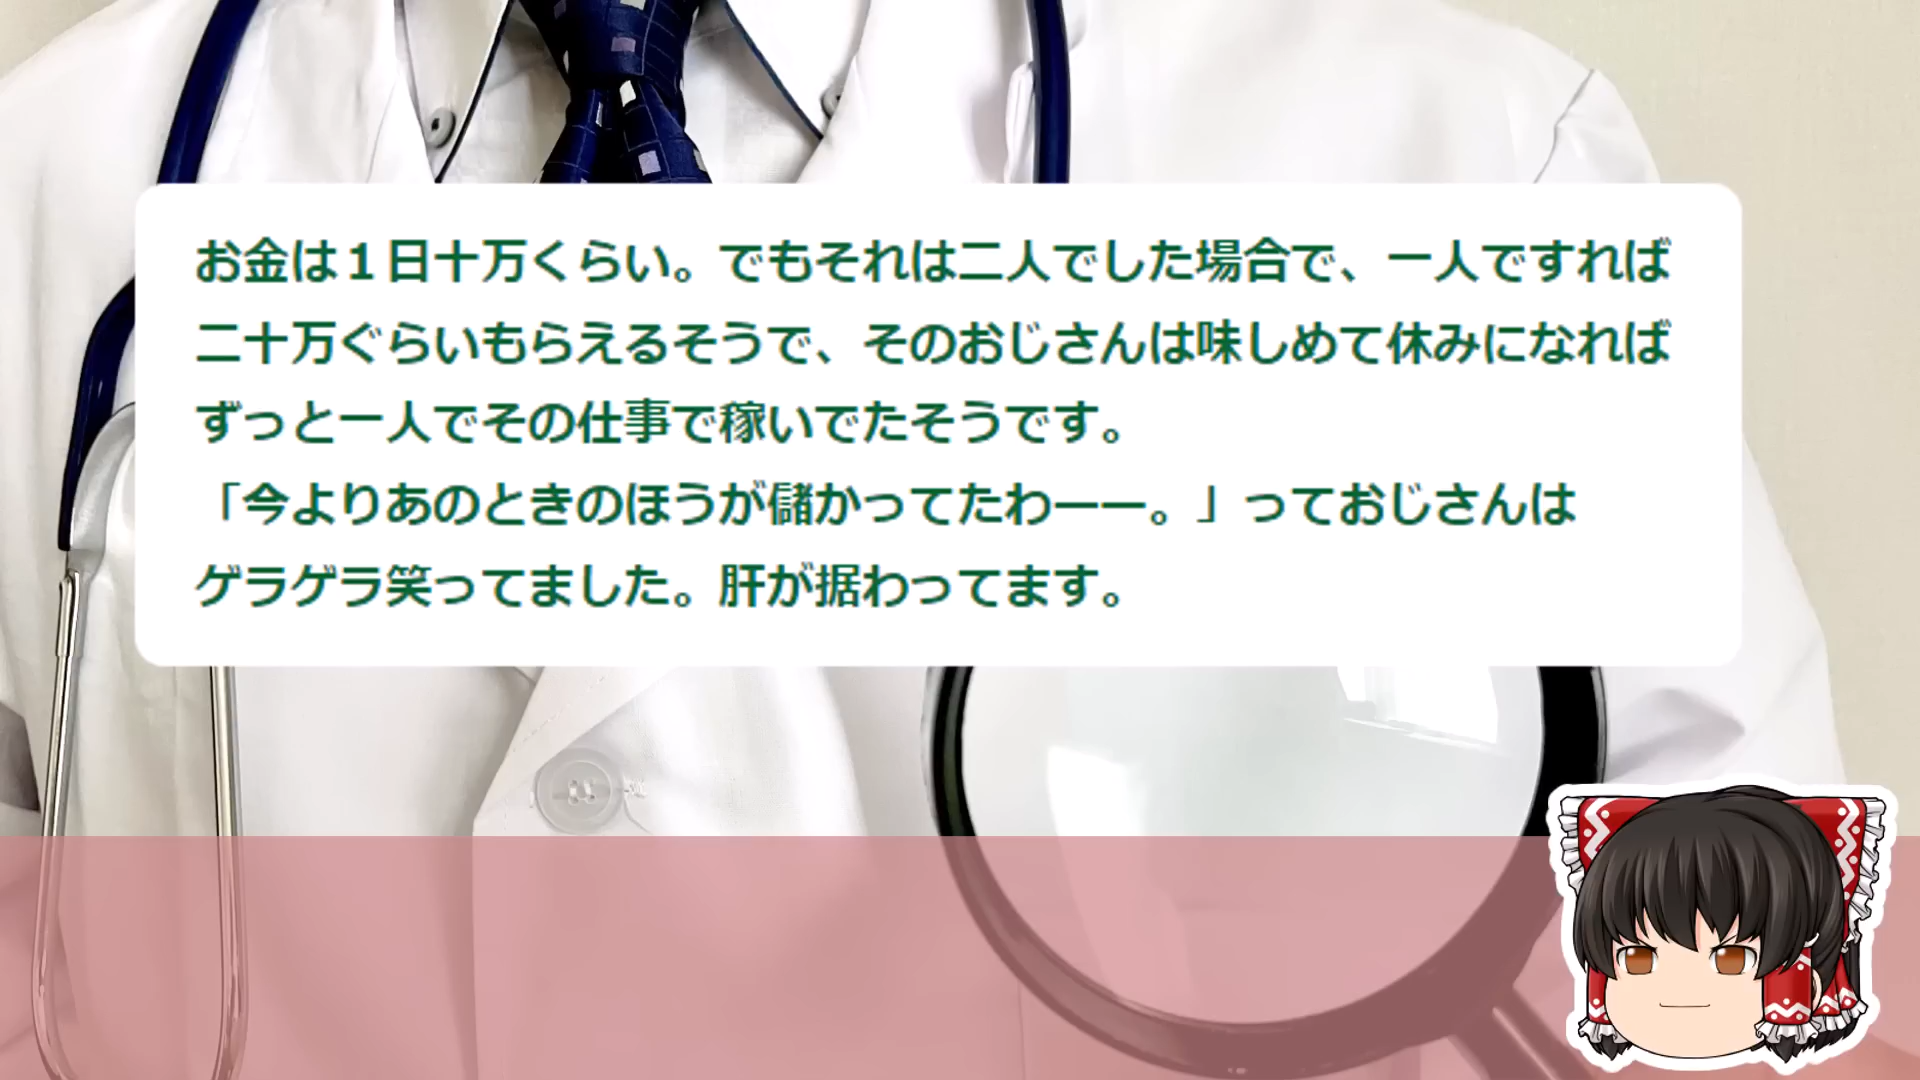 お金は１日十万くらい。でもそれは二人でした場合で、一人ですれば
二十万ぐらいもらえるそうで、そのおじさんは味しめて休みになれば
ずっと一人でその仕事で稼いでたそうです。
「今よりあのときのほうが儲かってたわーー。」っておじさんは
ゲラゲラ笑ってました。肝が据わってます。